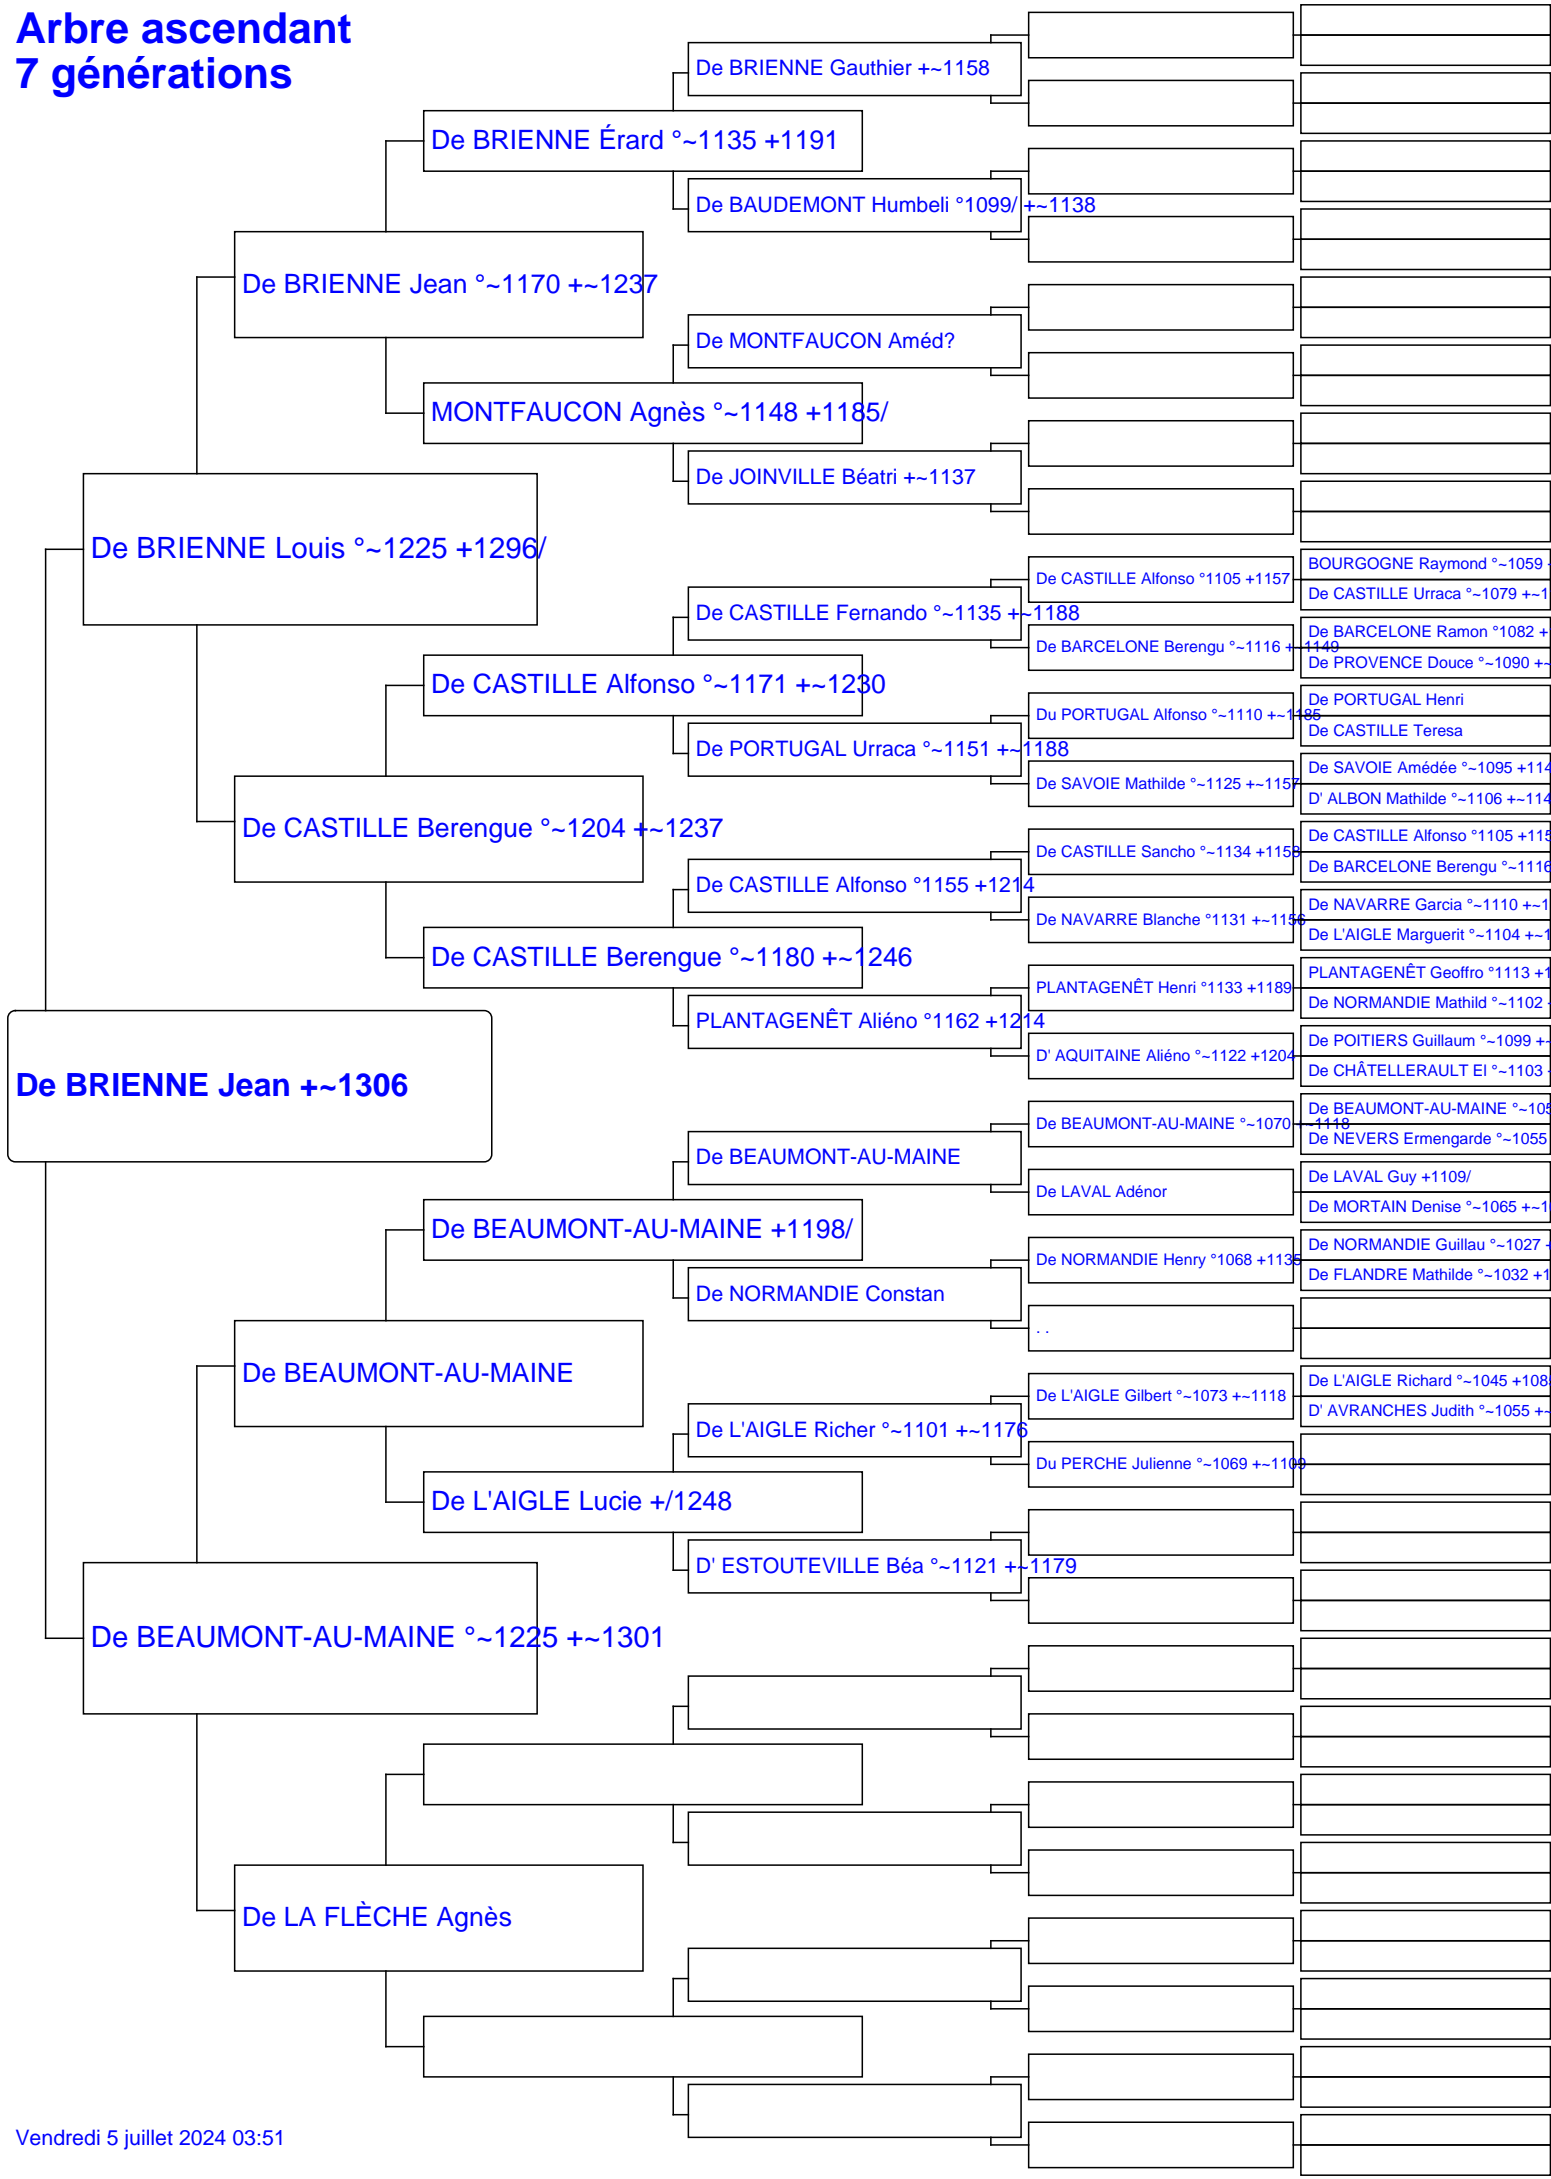 Arbre ascendant
7 générations
De BRIENNE Gauthier +~1158
De BRIENNE Érard °~1135 +1191
De BAUDEMONT Humbeli °1099/ +~1138
De BRIENNE Jean °~1170 +~1237
De MONTFAUCON Améd?
MONTFAUCON Agnès °~1148 +1185/
De JOINVILLE Béatri +~1137
De BRIENNE Louis °~1225 +1296/
BOURGOGNE Raymond °~1059
De CASTILLE Alfonso °1105 +1157
De CASTILLE Urraca °~1079 +~1
De CASTILLE Fernando °~1135 +~1188
De BARCELONE Ramon °1082 +
De BARCELONE Berengu °~1116 +~1149
De PROVENCE Douce °~1090 +~
De CASTILLE Alfonso °~1171 +~1230
De PORTUGAL Henri
Du PORTUGAL Alfonso °~1110 +~1185
De CASTILLE Teresa
De PORTUGAL Urraca °~1151 +~1188
De SAVOIE Amédée °~1095 +114
De SAVOIE Mathilde °~1125 +~1157
D' ALBON Mathilde °~1106 +~114
De CASTILLE Berengue °~1204 +~1237
De CASTILLE Alfonso °1105 +115
De CASTILLE Sancho °~1134 +1158
De BARCELONE Berengu °~1116
De CASTILLE Alfonso °1155 +1214
De NAVARRE Garcia °~1110 +~1
De NAVARRE Blanche °1131 +~1156
De L'AIGLE Marguerit °~1104 +~1
De CASTILLE Berengue °~1180 +~1246
PLANTAGENÊT Geoffro °1113 +1
PLANTAGENÊT Henri °1133 +1189
De NORMANDIE Mathild °~1102
PLANTAGENÊT Aliéno °1162 +1214
De POITIERS Guillaum °~1099 +~
D' AQUITAINE Aliéno °~1122 +1204
De CHÂTELLERAULT El °~1103
De BRIENNE Jean +~1306
De BEAUMONT-AU-MAINE °~105
De BEAUMONT-AU-MAINE °~1070 +~1118
De NEVERS Ermengarde °~1055
De BEAUMONT-AU-MAINE
De LAVAL Guy +1109/
De LAVAL Adénor
De MORTAIN Denise °~1065 +~1
De BEAUMONT-AU-MAINE +1198/
De NORMANDIE Guillau °~1027 +
De NORMANDIE Henry °1068 +1135
De FLANDRE Mathilde °~1032 +1
De NORMANDIE Constan
. .
De BEAUMONT-AU-MAINE
De L'AIGLE Richard °~1045 +108
De L'AIGLE Gilbert °~1073 +~1118
D' AVRANCHES Judith °~1055 +~
De L'AIGLE Richer °~1101 +~1176
Du PERCHE Julienne °~1069 +~1109
De L'AIGLE Lucie +/1248
D' ESTOUTEVILLE Béa °~1121 +~1179
De BEAUMONT-AU-MAINE °~1225 +~1301
De LA FLÈCHE Agnès
Vendredi 5 juillet 2024 03:51